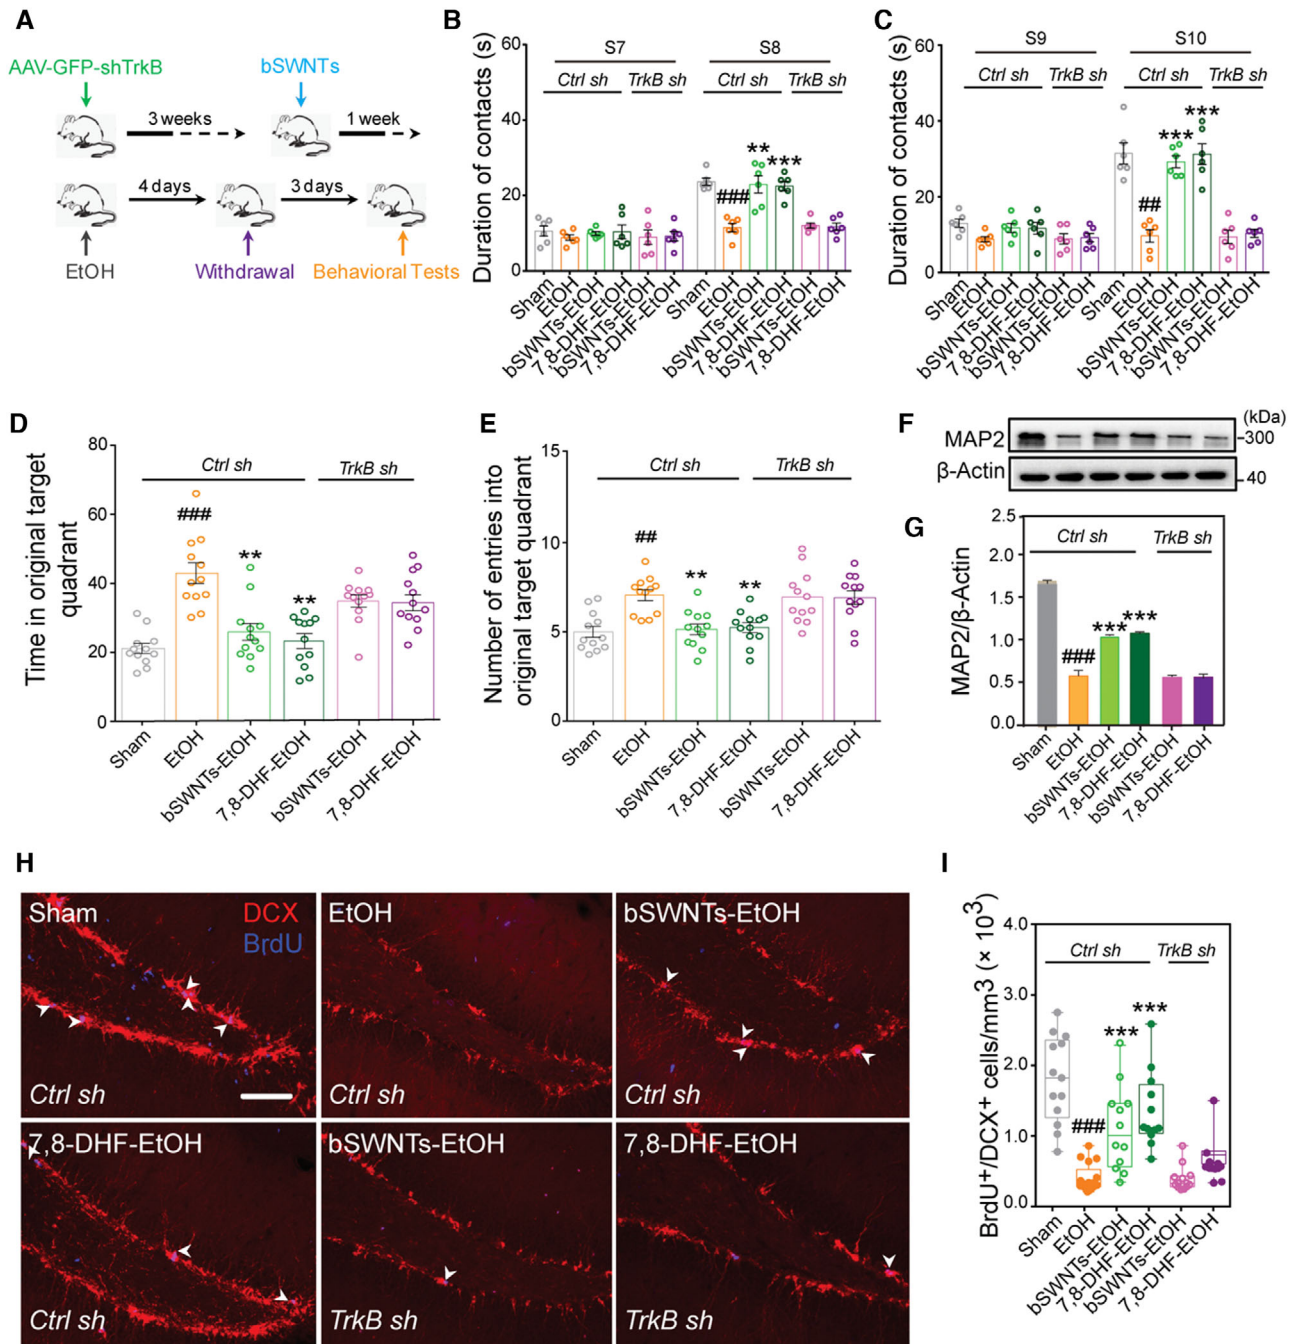 A
AAV-GFP-shTrkB
bSWNTs
3 weeks
1 week
4 days
3 days
EtOH
Withdrawal
Behavioral Tests
B
Duration of contacts (s)
60
40
20
0
S7
S8
Ctrl sh
TrkB sh
Ctrl sh
TrkB sh
###
**
***
Sham
EtOH
bSWNTs-EtOH
7,8-DHF-EtOH
bSWNTs-EtOH
7,8-DHF-EtOH
Sham
EtOH
bSWNTs-EtOH
7,8-DHF-EtOH
bSWNTs-EtOH
7,8-DHF-EtOH
C
Duration of contacts (s)
60
40
20
0
S9
S10
Ctrl sh
TrkB sh
Ctrl sh
TrkB sh
##
***
***
Sham
EtOH
bSWNTs-EtOH
7,8-DHF-EtOH
bSWNTs-EtOH
7,8-DHF-EtOH
Sham
EtOH
bSWNTs-EtOH
7,8-DHF-EtOH
bSWNTs-EtOH
7,8-DHF-EtOH
D
Time in original target
quadrant
80
60
40
20
0
Ctrl sh
TrkB sh
###
**
**
Sham
EtOH
bSWNTs-EtOH
7,8-DHF-EtOH
bSWNTs-EtOH
7,8-DHF-EtOH
E
Number of entries into
original target quadrant
15
10
5
0
Ctrl sh
TrkB sh
##
**
**
Sham
EtOH
bSWNTs-EtOH
7,8-DHF-EtOH
bSWNTs-EtOH
7,8-DHF-EtOH
F
(kDa)
MAP2
300
β-Actin
40
G
MAP2/β-Actin
2.5
2.0
1.5
1.0
0.5
0.0
Ctrl sh
TrkB sh
###
***
***
Sham
EtOH
bSWNTs-EtOH
7,8-DHF-EtOH
bSWNTs-EtOH
7,8-DHF-EtOH
H
Sham
DCX
BrdU
Ctrl sh
EtOH
Ctrl sh
bSWNTs-EtOH
Ctrl sh
7,8-DHF-EtOH
Ctrl sh
bSWNTs-EtOH
TrkB sh
7,8-DHF-EtOH
TrkB sh
I
BrdU+/DCX+ cells/mm3 (× 103)
4.0
3.0
2.0
1.0
0.0
Ctrl sh
TrkB sh
###
***
***
Sham
EtOH
bSWNTs-EtOH
7,8-DHF-EtOH
bSWNTs-EtOH
7,8-DHF-EtOH